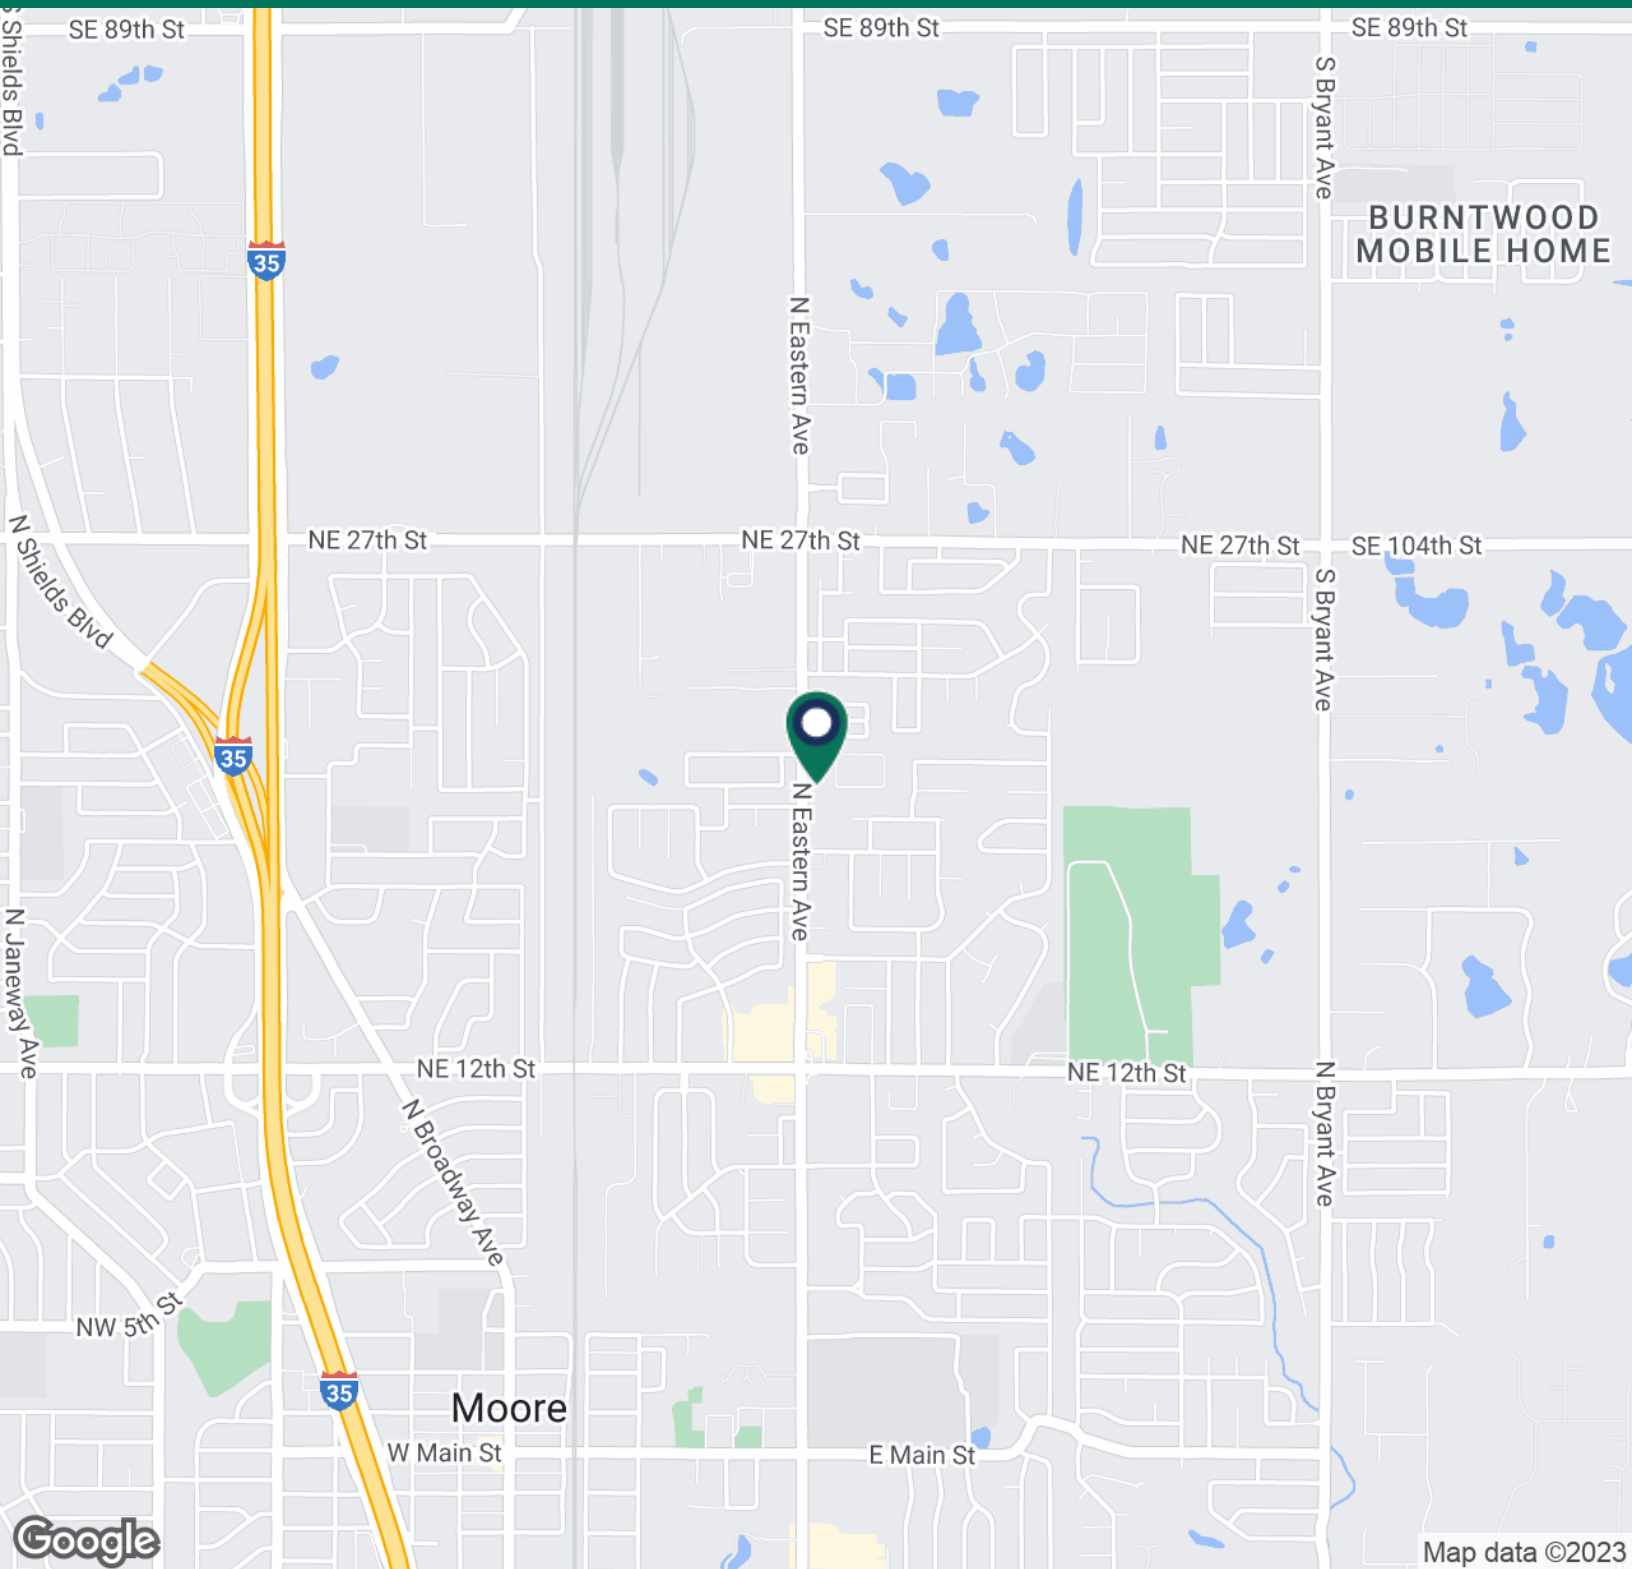 SE 89th St
SE 89th St
SE 89th St
S Shields Blvd
S Bryant Ave
BURNTWOOD
MOBILE HOME
35
N Eastern Ave
N Shields Blvd
NE 27th St
NE 27th St
NE 27th St
SE 104th St
S Bryant Ave
35
N Eastern Ave
N Janeway Ave
NE 12th St
NE 12th St
N Bryant Ave
N Broadway Ave
NW 5th St
35
Moore
W Main St
E Main St
Google
Map data ©2023